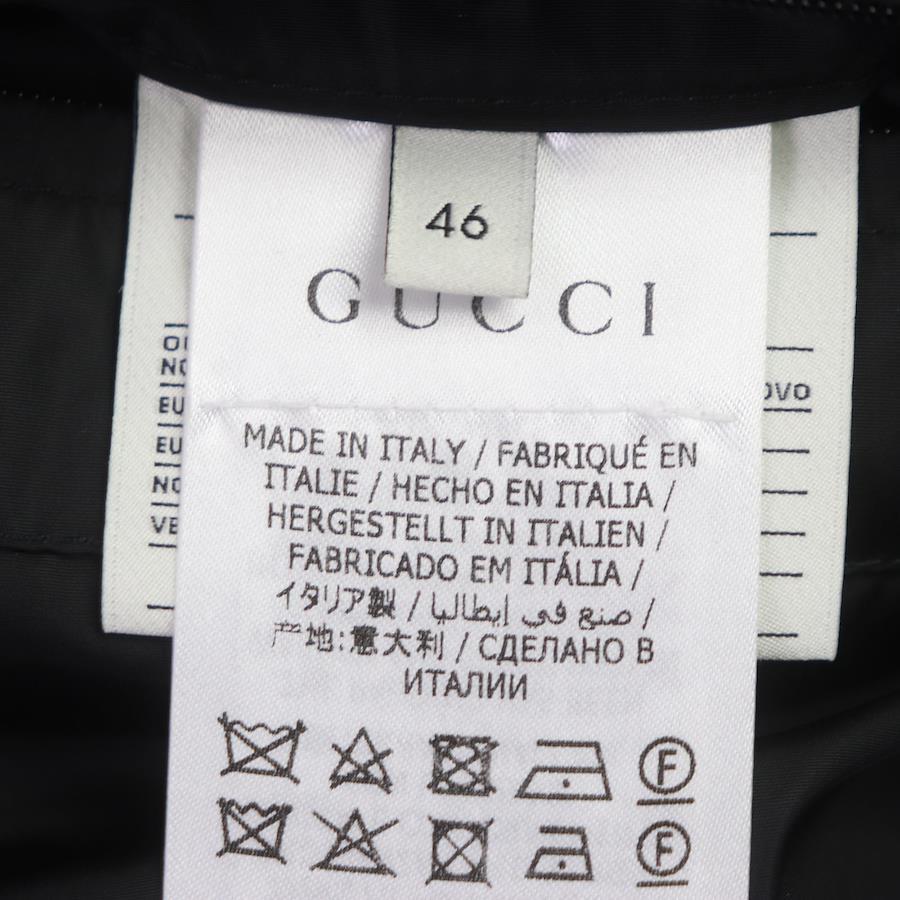 46
GUCCI
MADE IN ITALY / FABRIQUÉ EN
ITALIE / HECHO EN ITALIA /
HERGESTELLT IN ITALIEN /
FABRICADO EM ITÁLIA /
イタリア製 / صنع في إيطاليا /
产地:意大利 / СДЕЛАНО В
ИТАЛИИ
F
F